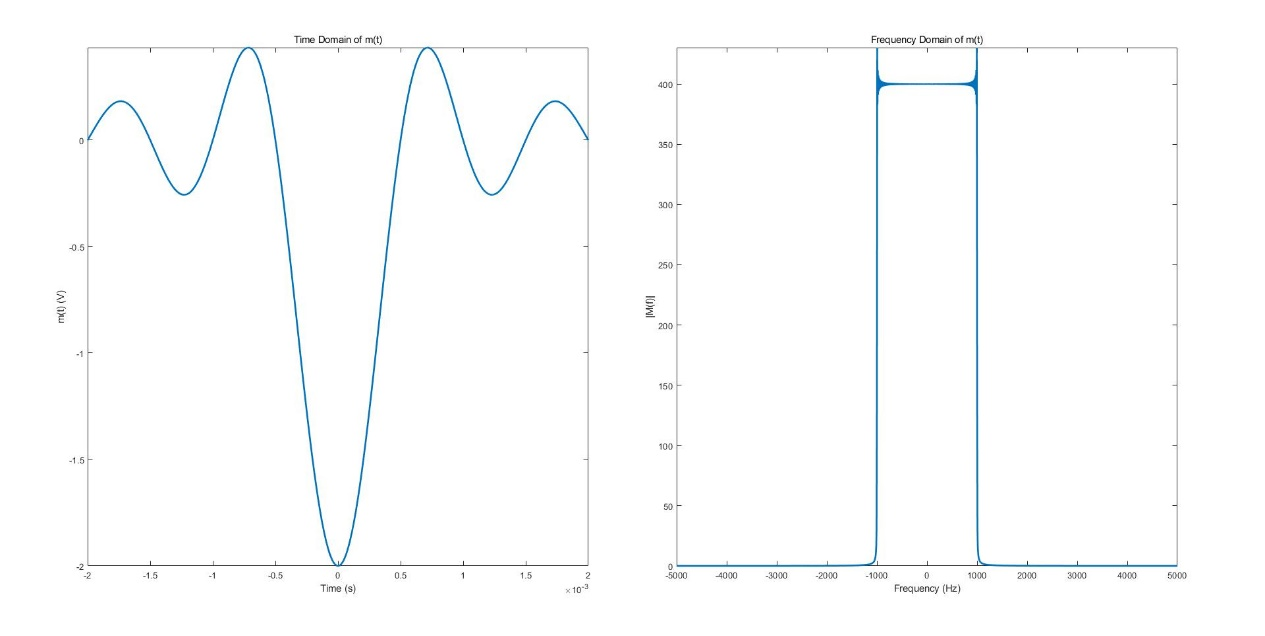 Time Domain of m(t)
m(t) (V)
0
-0.5
-1
-1.5
-2
-2 -1.5 -1 -0.5 0 0.5 1 1.5 2
Time (s)
×10-3
Frequency Domain of m(t)
|M(f)|
400
350
300
250
200
150
100
50
0
-5000 -4000 -3000 -2000 -1000 0 1000 2000 3000 4000 5000
Frequency (Hz)